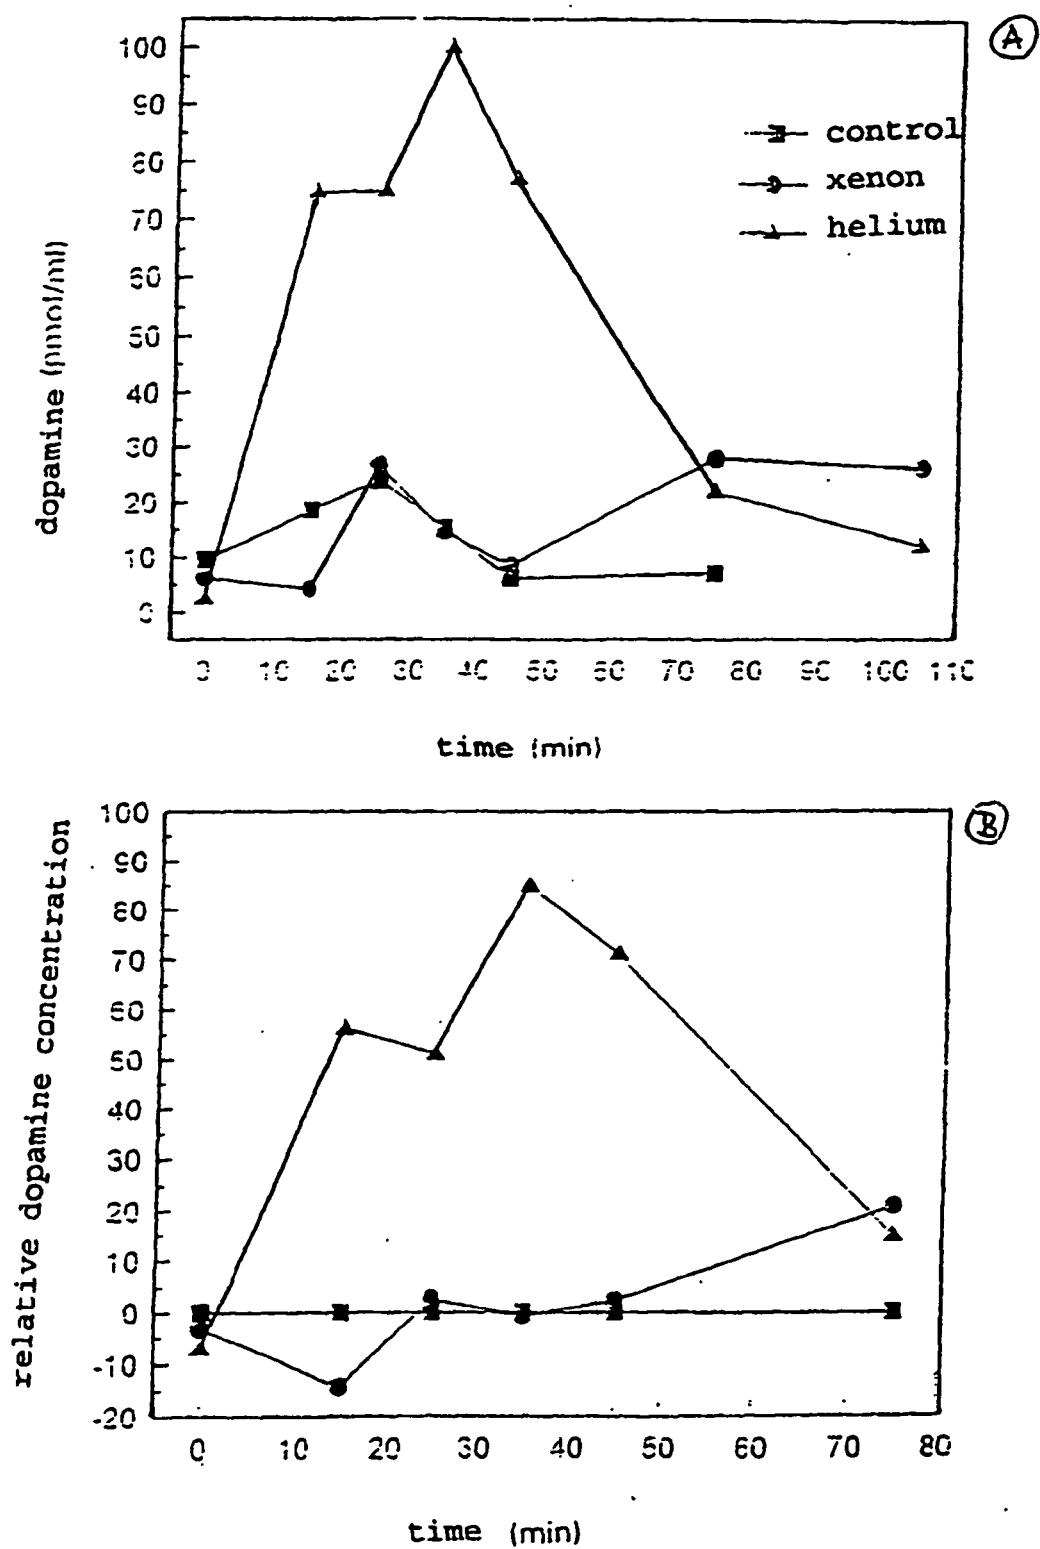 A
100
90
80
70
60
50
40
30
20
10
0
dopamine (pmol/ml)
control
xenon
helium
0 10 20 30 40 50 60 70 80 90 100 110
time (min)
B
100
90
80
70
60
50
40
30
20
10
0
-10
-20
relative dopamine concentration
0 10 20 30 40 50 60 70 80
time (min)